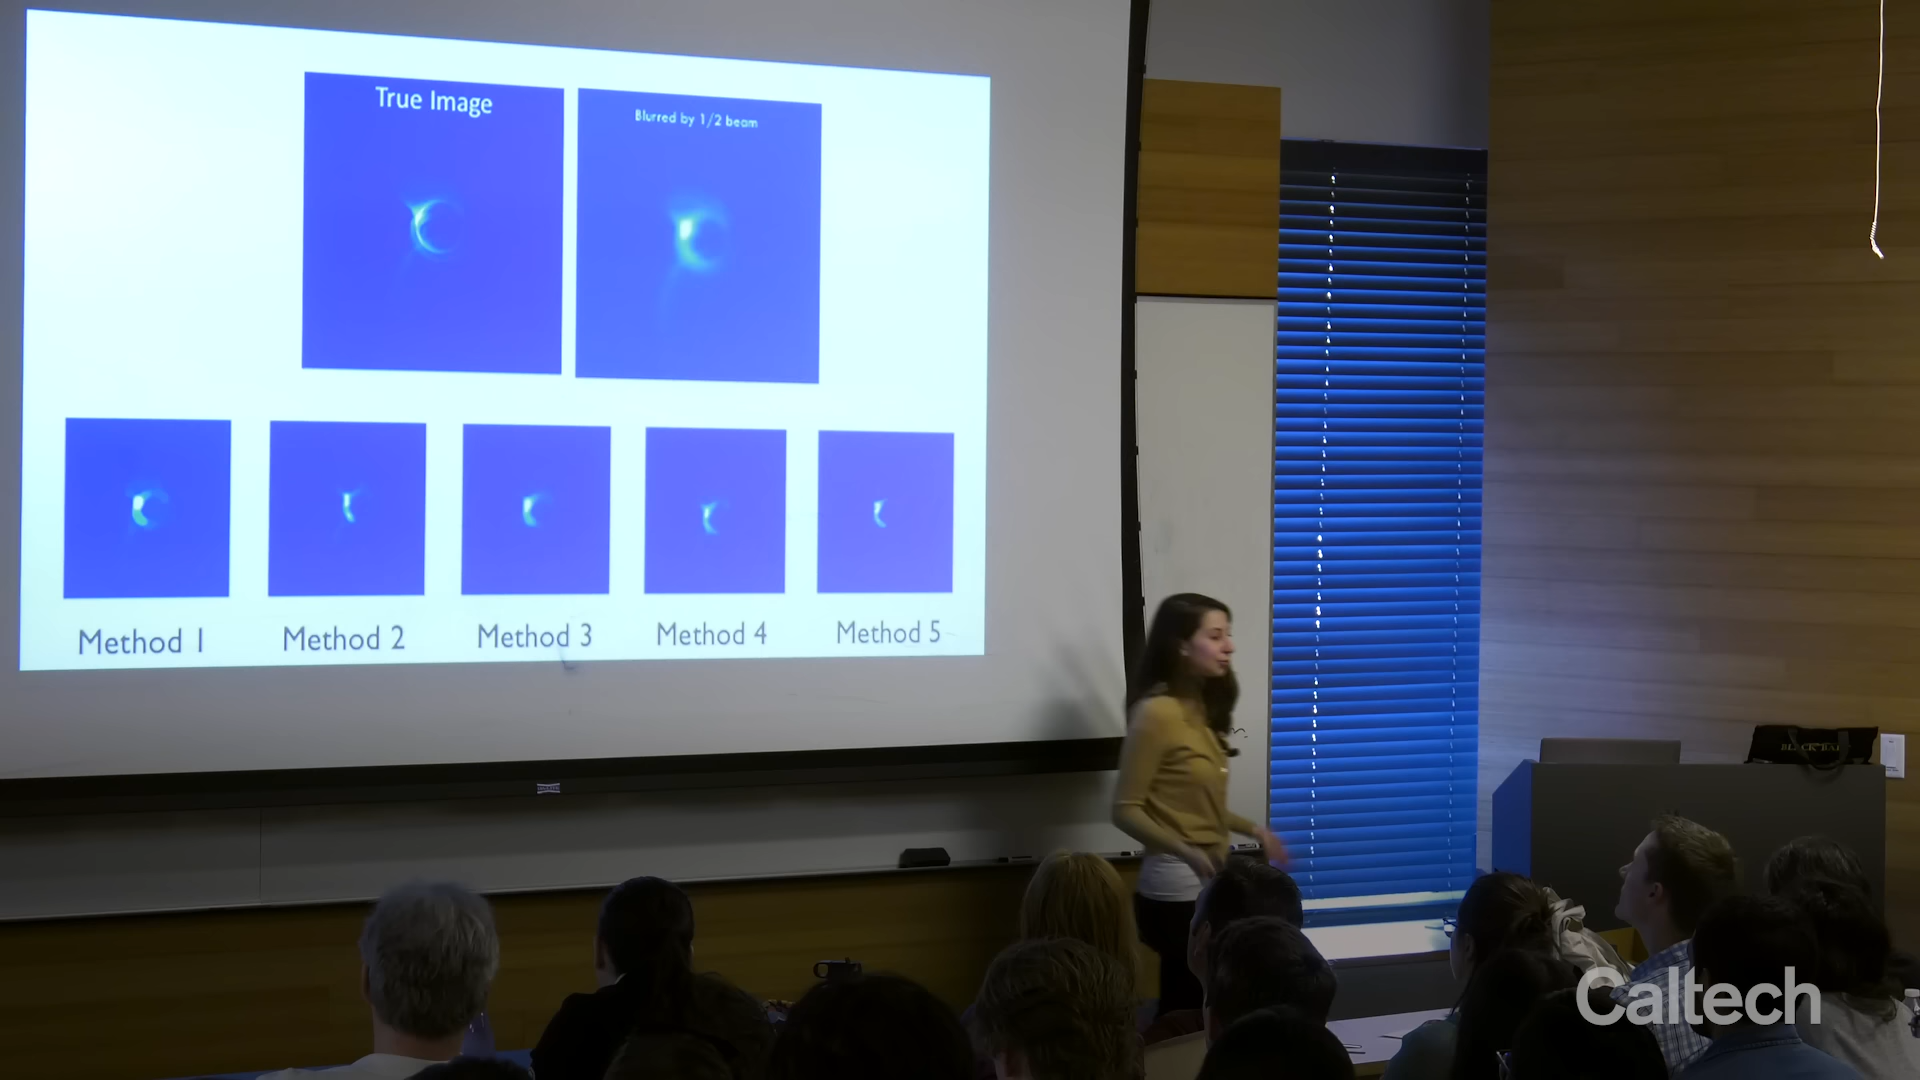 True Image
Blurred by 1/2 beam
Method 1
Method 2
Method 3
Method 4
Method 5
Caltech